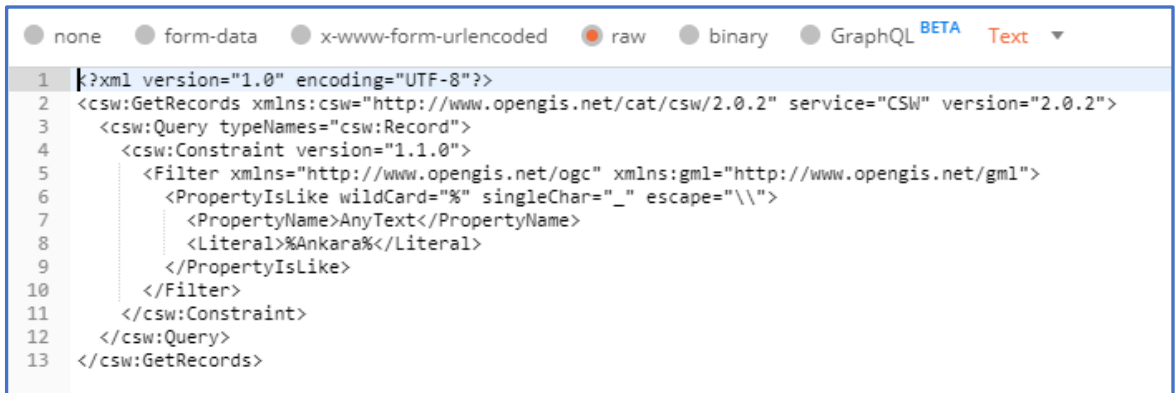 none form-data x-www-form-urlencoded raw binary GraphQL BETA Text
1 <?xml version="1.0" encoding="UTF-8"?>
2 <csw:GetRecords xmlns:csw="http://www.opengis.net/cat/csw/2.0.2" service="CSW" version="2.0.2">
3 <csw:Query typeNames="csw:Record">
4 <csw:Constraint version="1.1.0">
5 <Filter xmlns="http://www.opengis.net/ogc" xmlns:gml="http://www.opengis.net/gml">
6 <PropertyIsLike wildCard="%" singleChar="_" escape="\\">
7 <PropertyName>AnyText</PropertyName>
8 <Literal>%Ankara%</Literal>
9 </PropertyIsLike>
10 </Filter>
11 </csw:Constraint>
12 </csw:Query>
13 </csw:GetRecords>